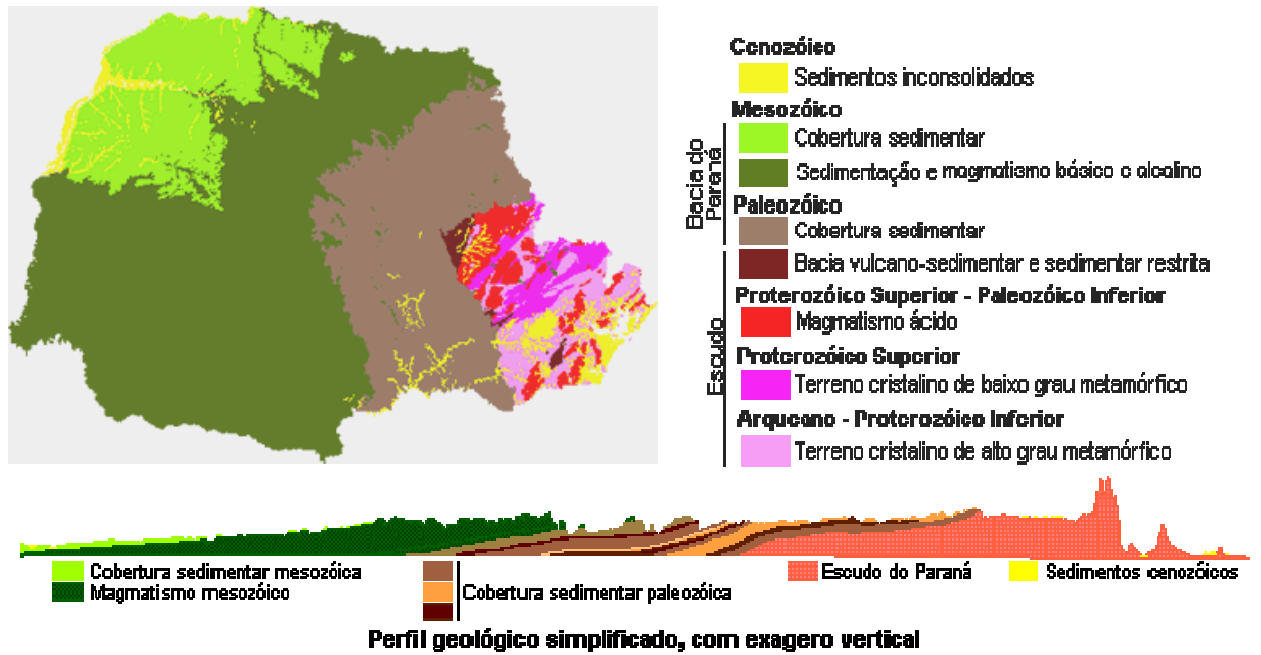 Cenozóico
Sedimentos inconsolidados
Mesozóico
Cobertura sedimentar
Sedimentação e magmatismo básico e alcalino
Bacia do Paraná
Paleozóico
Cobertura sedimentar
Bacia vulcano-sedimentar e sedimentar restrita
Proterozóico Superior - Paleozóico Inferior
Magmatismo ácido
Escudo
Proterozóico Superior
Terreno cristalino de baixo grau metamórfico
Arqueano - Proterozóico Inferior
Terreno cristalino de alto grau metamórfico
Cobertura sedimentar mesozóica
Magmatismo mesozóico
Cobertura sedimentar paleozóica
Escudo do Paraná
Sedimentos cenozóicos
Perfil geológico simplificado, com exagero vertical